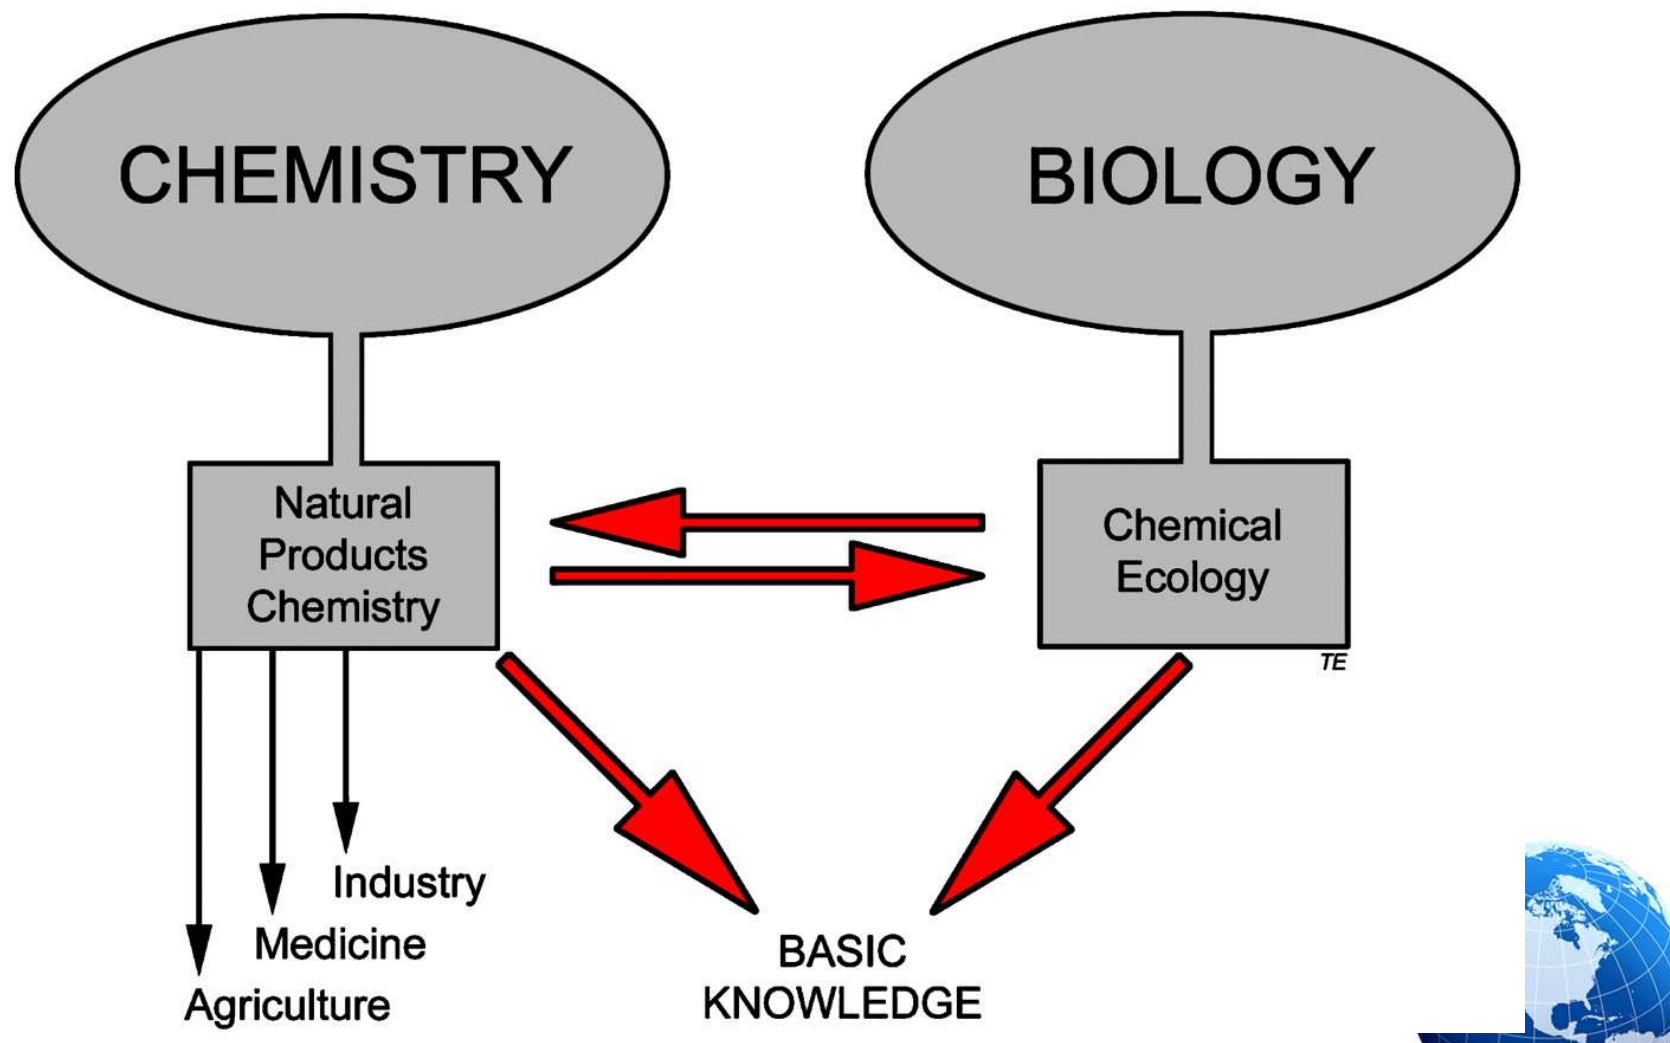 CHEMISTRY
BIOLOGY
Natural
Products
Chemistry
Chemical
Ecology
TE
Industry
Medicine
Agriculture
BASIC
KNOWLEDGE